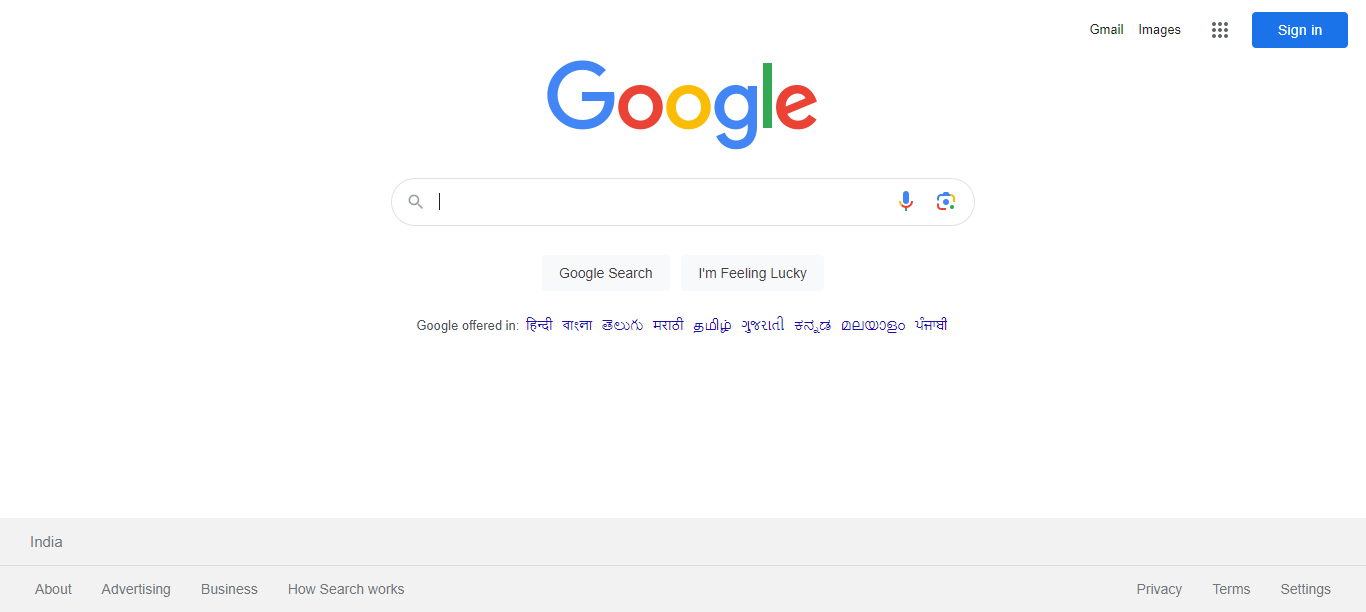 Gmail Images Sign in
Google
Google Search I'm Feeling Lucky
Google offered in: हिन्दी বাংলা తెలుగు मराठी தமிழ் ગુજરાતી ಕನ್ನಡ മലയാളം ਪੰਜਾਬੀ
India
About Advertising Business How Search works Privacy Terms Settings